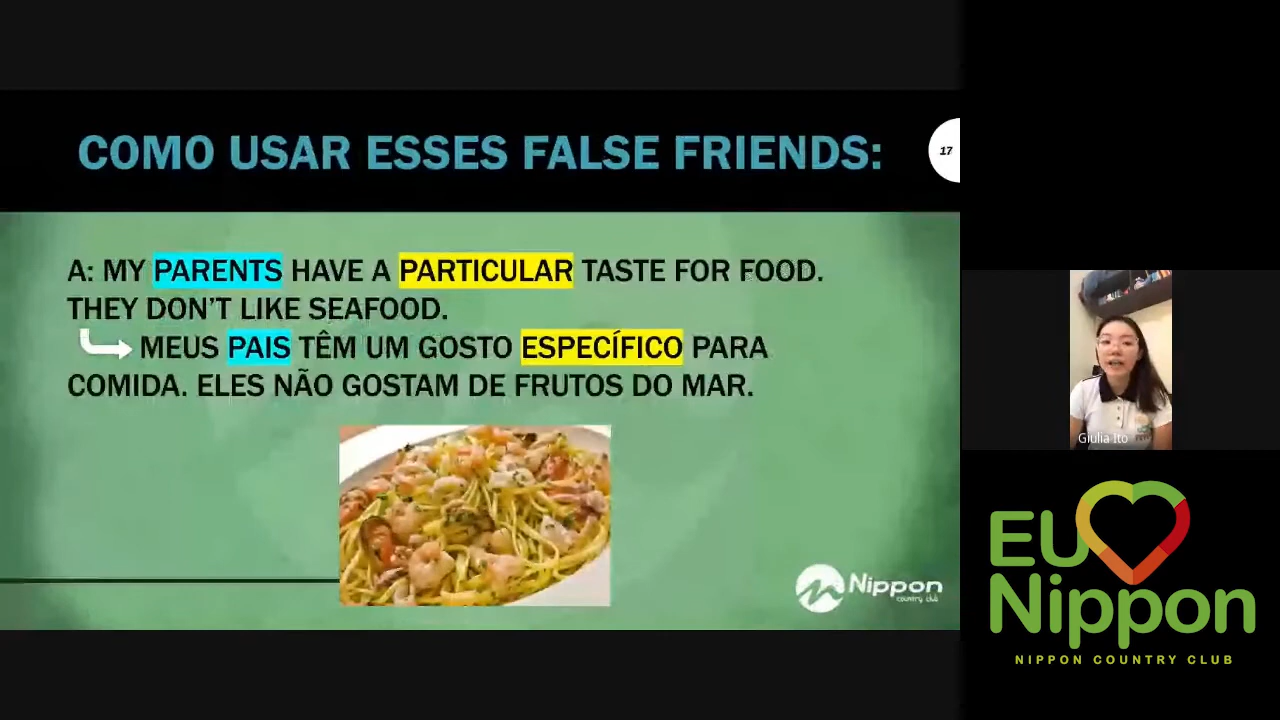 COMO USAR ESSES FALSE FRIENDS:
17
A: MY PARENTS HAVE A PARTICULAR TASTE FOR FOOD.
THEY DON'T LIKE SEAFOOD.
MEUS PAIS TÊM UM GOSTO ESPECÍFICO PARA
COMIDA. ELES NÃO GOSTAM DE FRUTOS DO MAR.
Nippon
country club
Giulia Ito
EU
Nippon
NIPPON COUNTRY CLUB